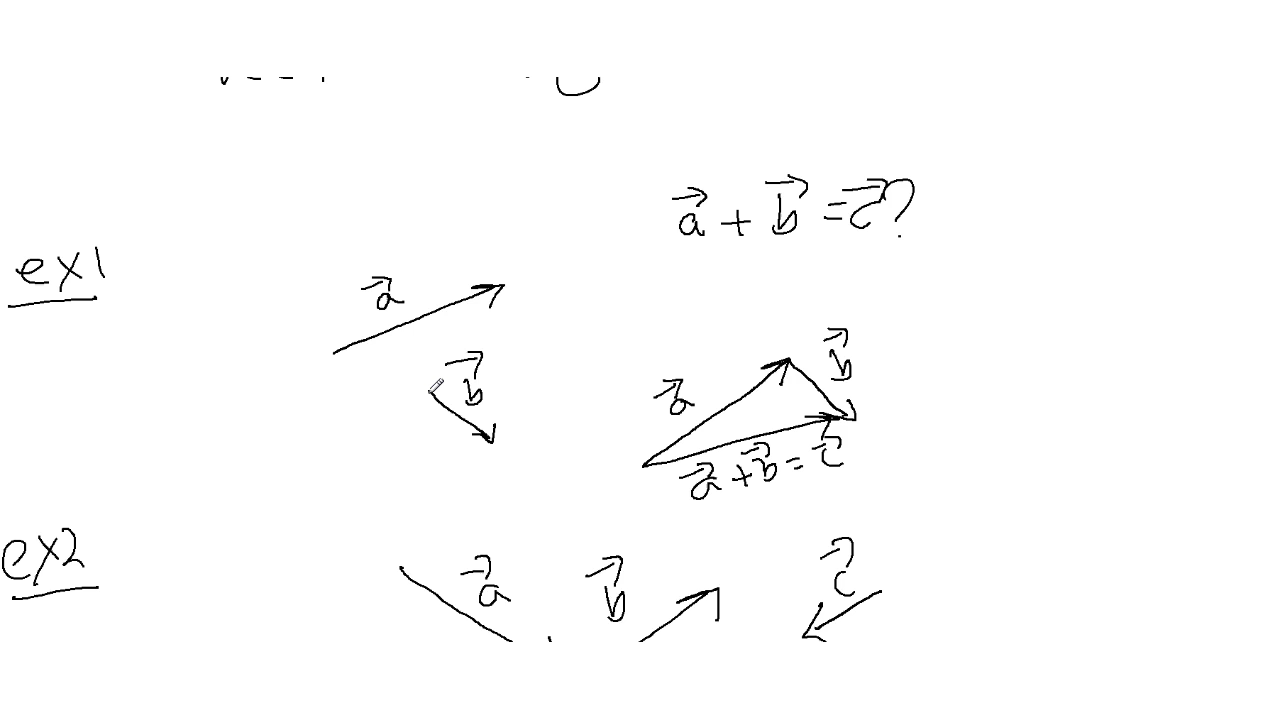 a⃗ + b⃗ = c⃗?
ex1
a⃗
b⃗
a⃗
b⃗
a⃗ + b⃗ = c⃗
ex2
a⃗
b⃗
c⃗